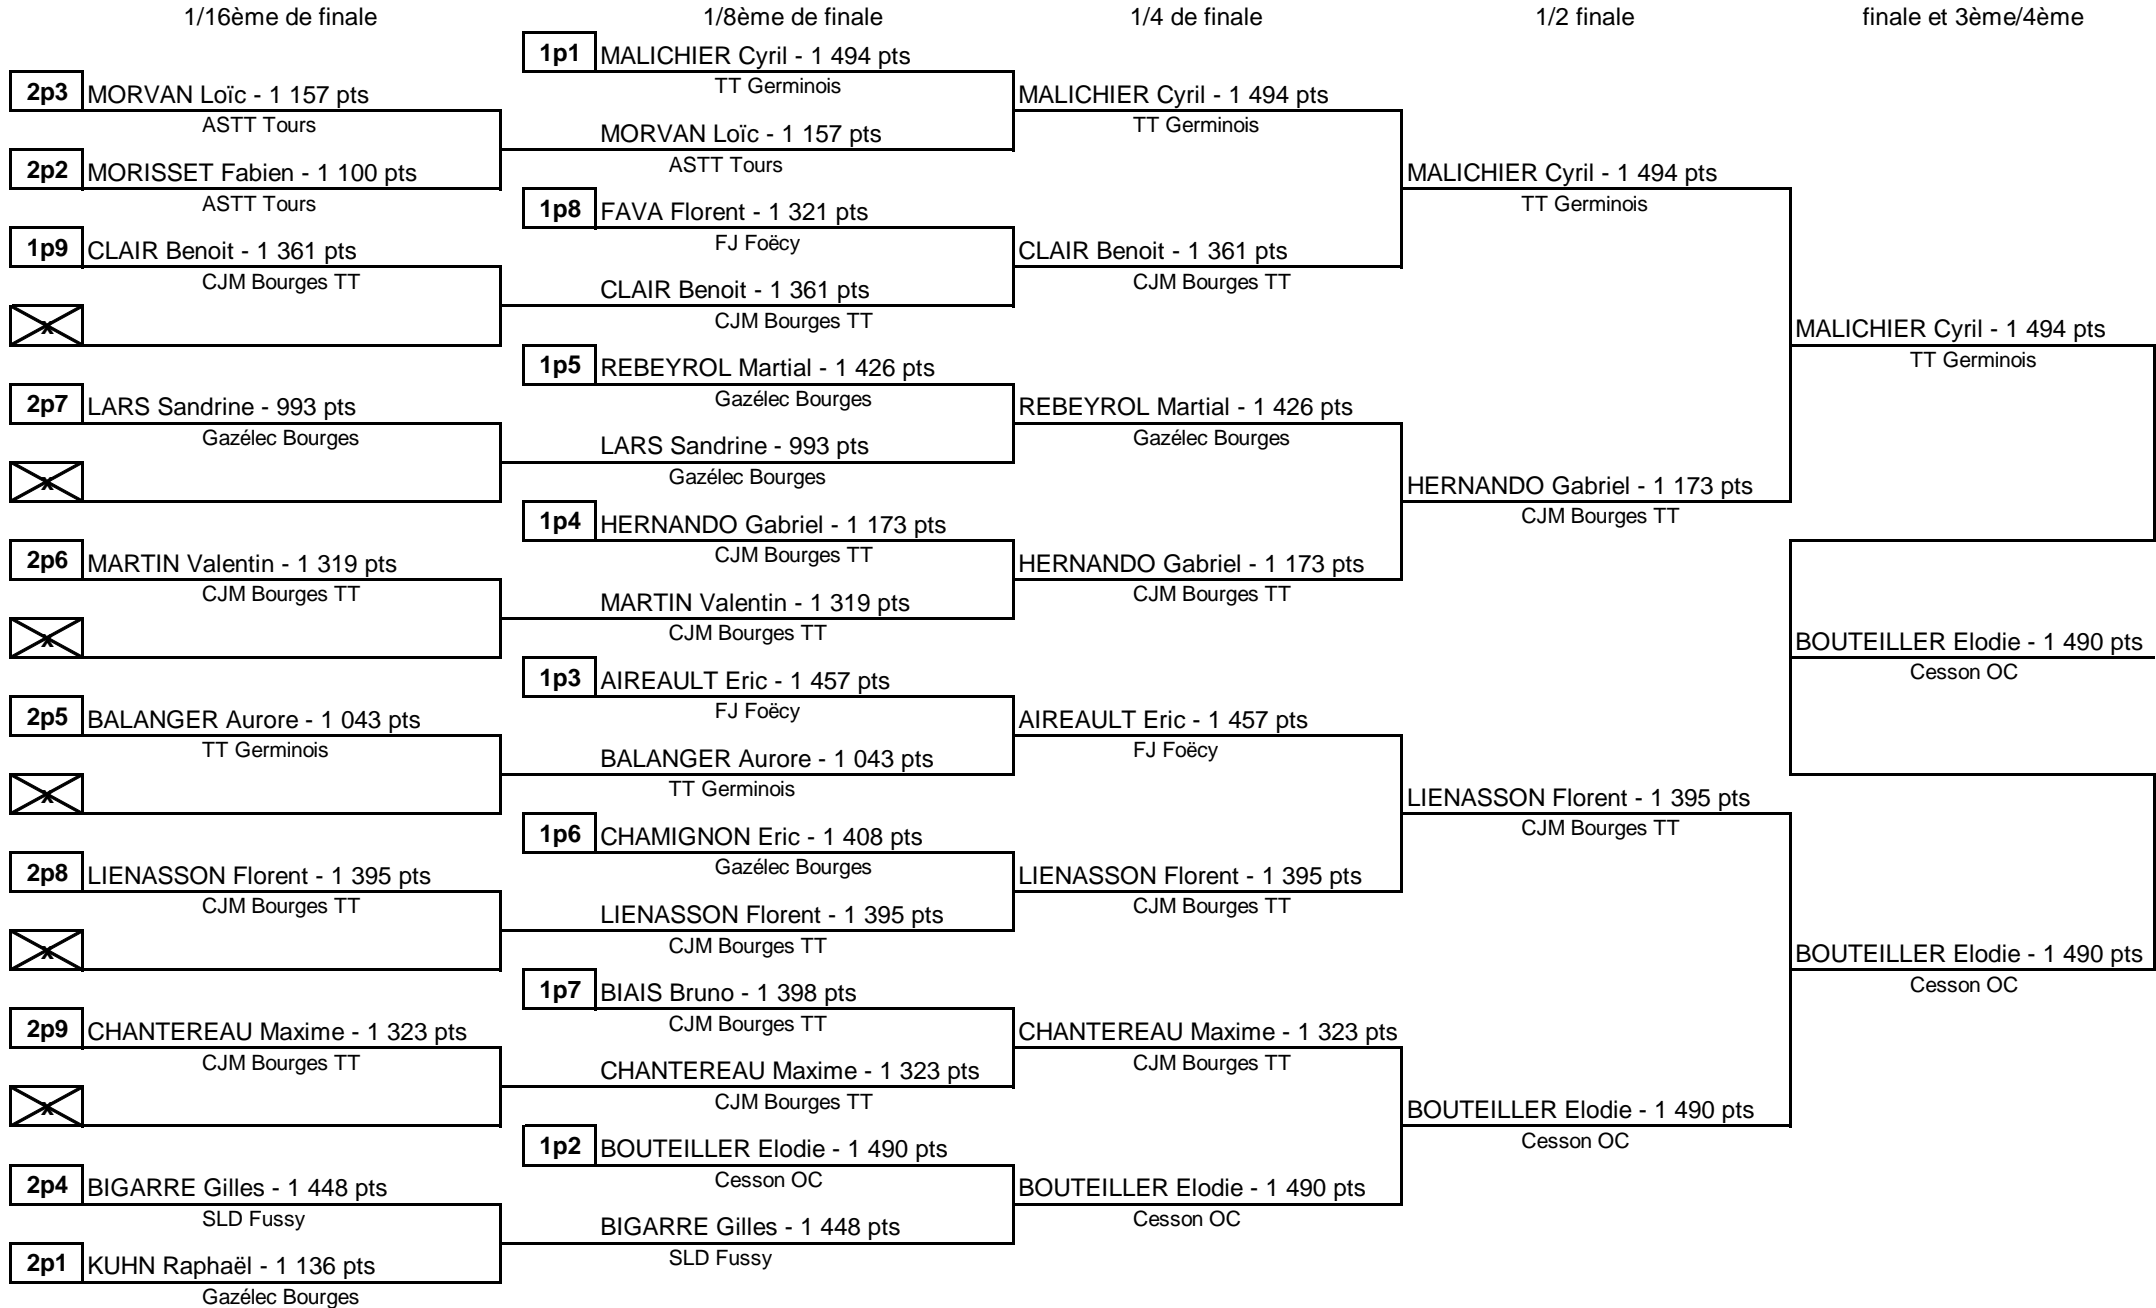 1/16ème de finale
1/8ème de finale
1/4 de finale
1/2 finale
finale et 3ème/4ème
2p3 MORVAN Loïc - 1 157 pts
ASTT Tours
2p2 MORISSET Fabien - 1 100 pts
ASTT Tours
1p9 CLAIR Benoit - 1 361 pts
CJM Bourges TT
x
2p7 LARS Sandrine - 993 pts
Gazélec Bourges
x
2p6 MARTIN Valentin - 1 319 pts
CJM Bourges TT
x
2p5 BALANGER Aurore - 1 043 pts
TT Germinois
x
2p8 LIENASSON Florent - 1 395 pts
CJM Bourges TT
x
2p9 CHANTEREAU Maxime - 1 323 pts
CJM Bourges TT
x
2p4 BIGARRE Gilles - 1 448 pts
SLD Fussy
2p1 KUHN Raphaël - 1 136 pts
Gazélec Bourges
1p1 MALICHIER Cyril - 1 494 pts
TT Germinois
MORVAN Loïc - 1 157 pts
ASTT Tours
1p8 FAVA Florent - 1 321 pts
FJ Foëcy
CLAIR Benoit - 1 361 pts
CJM Bourges TT
1p5 REBEYROL Martial - 1 426 pts
Gazélec Bourges
LARS Sandrine - 993 pts
Gazélec Bourges
1p4 HERNANDO Gabriel - 1 173 pts
CJM Bourges TT
MARTIN Valentin - 1 319 pts
CJM Bourges TT
1p3 AIREAULT Eric - 1 457 pts
FJ Foëcy
BALANGER Aurore - 1 043 pts
TT Germinois
1p6 CHAMIGNON Eric - 1 408 pts
Gazélec Bourges
LIENASSON Florent - 1 395 pts
CJM Bourges TT
1p7 BIAIS Bruno - 1 398 pts
CJM Bourges TT
CHANTEREAU Maxime - 1 323 pts
CJM Bourges TT
1p2 BOUTEILLER Elodie - 1 490 pts
Cesson OC
BIGARRE Gilles - 1 448 pts
SLD Fussy
MALICHIER Cyril - 1 494 pts
TT Germinois
CLAIR Benoit - 1 361 pts
CJM Bourges TT
REBEYROL Martial - 1 426 pts
Gazélec Bourges
HERNANDO Gabriel - 1 173 pts
CJM Bourges TT
AIREAULT Eric - 1 457 pts
FJ Foëcy
LIENASSON Florent - 1 395 pts
CJM Bourges TT
CHANTEREAU Maxime - 1 323 pts
CJM Bourges TT
BOUTEILLER Elodie - 1 490 pts
Cesson OC
MALICHIER Cyril - 1 494 pts
TT Germinois
HERNANDO Gabriel - 1 173 pts
CJM Bourges TT
LIENASSON Florent - 1 395 pts
CJM Bourges TT
BOUTEILLER Elodie - 1 490 pts
Cesson OC
MALICHIER Cyril - 1 494 pts
TT Germinois
BOUTEILLER Elodie - 1 490 pts
Cesson OC
BOUTEILLER Elodie - 1 490 pts
Cesson OC